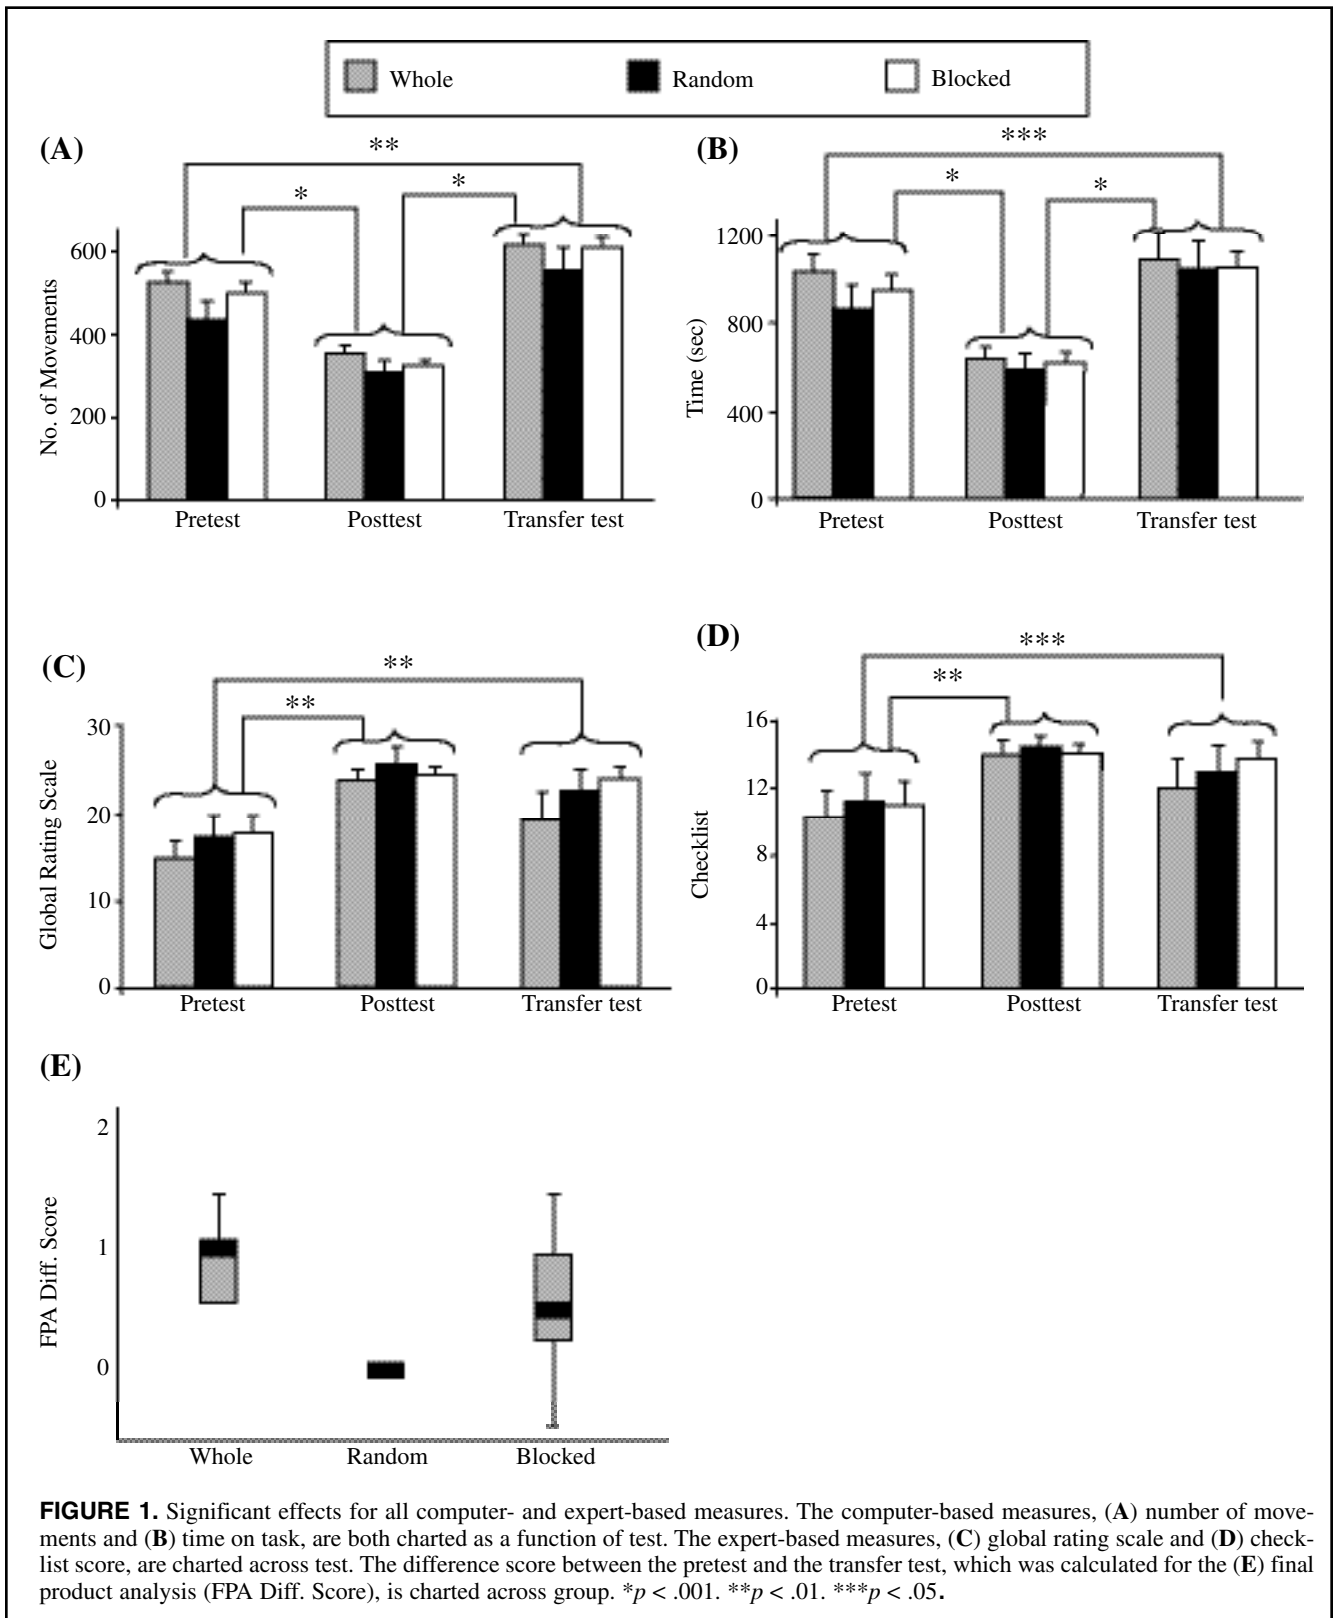 Whole Random Blocked
(A)
**
*
*
600
400
200
0
No. of Movements
Pretest Posttest Transfer test
(B)
***
*
*
1200
800
400
0
Time (sec)
Pretest Posttest Transfer test
(C)
**
**
30
20
10
0
Global Rating Scale
Pretest Posttest Transfer test
(D)
***
**
16
12
8
4
0
Checklist
Pretest Posttest Transfer test
(E)
2
1
0
FPA Diff. Score
Whole Random Blocked
FIGURE 1. Significant effects for all computer- and expert-based measures. The computer-based measures, (A) number of move-
ments and (B) time on task, are both charted as a function of test. The expert-based measures, (C) global rating scale and (D) check-
list score, are charted across test. The difference score between the pretest and the transfer test, which was calculated for the (E) final
product analysis (FPA Diff. Score), is charted across group. *p < .001. **p < .01. ***p < .05.